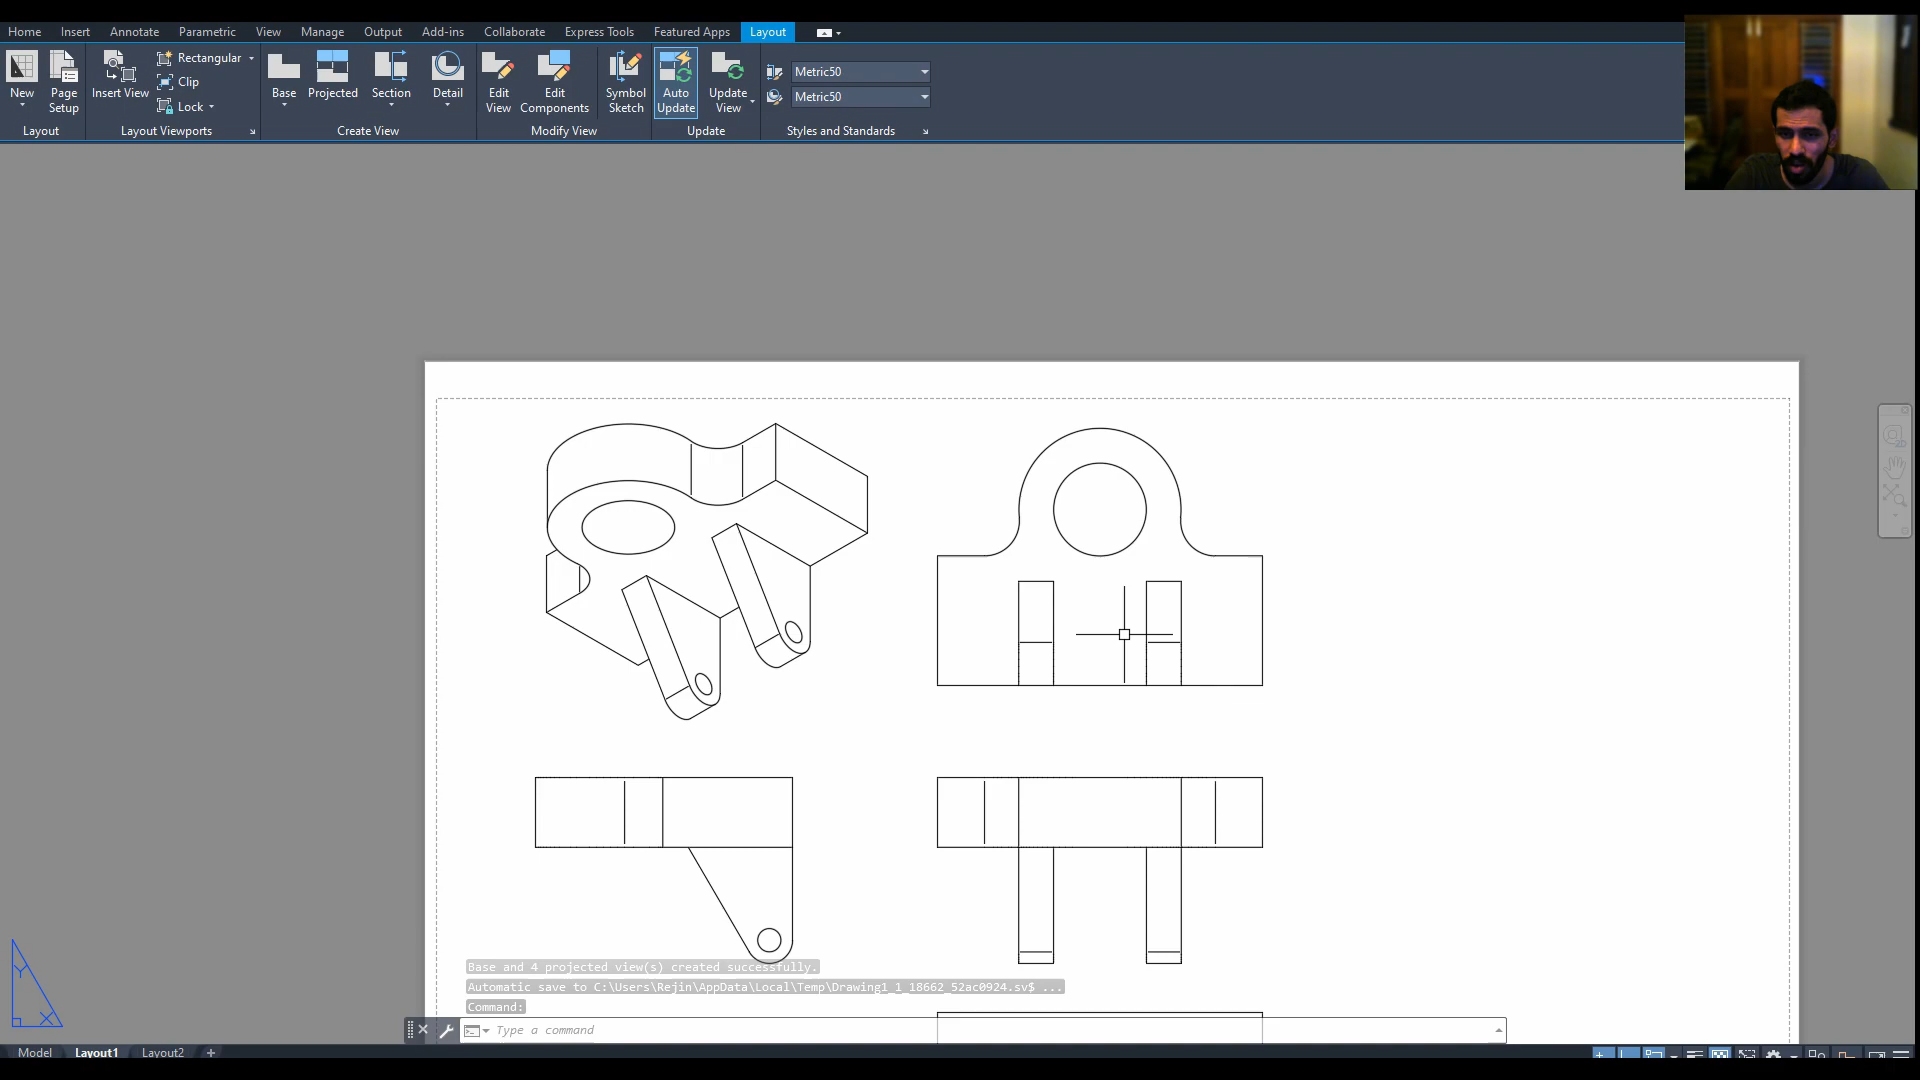 Home Insert Annotate Parametric View Manage Output Add-ins Collaborate Express Tools Featured Apps Layout
New Page Setup Insert View Rectangular Clip Lock Base Projected Section Detail Edit View Edit Components Symbol Sketch Auto Update Update View Metric50
Metric50
Layout Layout Viewports Create View Modify View Update Styles and Standards
Base and 4 projected view(s) created successfully.
Automatic save to C:\Users\Rejin\AppData\Local\Temp\Drawing1_1_18662_52ac0924.sv$ ...
Command:
Type a command
Y
X
Model Layout1 Layout2 +